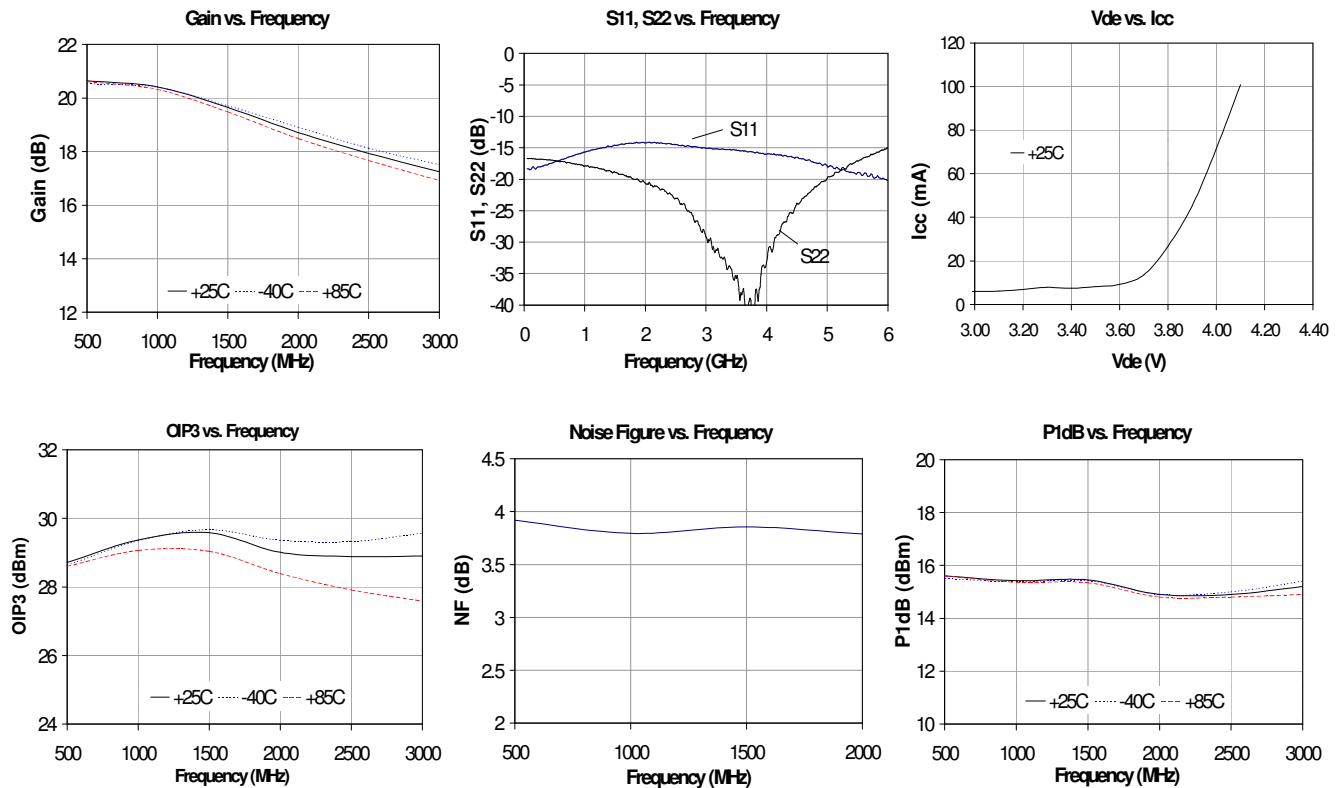 Gain vs. Frequency
22
20
18
16
14
12
Gain (dB)
+25C -40C +85C
500 1000 1500 2000 2500 3000
Frequency (MHz)
S11, S22 vs. Frequency
0
-5
-10
-15
-20
-25
-30
-35
-40
S11, S22 (dB)
S11
S22
0 1 2 3 4 5 6
Frequency (GHz)
Vde vs. Icc
120
100
80
60
40
20
0
Icc (mA)
+25C
3.00 3.20 3.40 3.60 3.80 4.00 4.20 4.40
Vde (V)
OIP3 vs. Frequency
32
30
28
26
24
OIP3 (dBm)
+25C -40C +85C
500 1000 1500 2000 2500 3000
Frequency (MHz)
Noise Figure vs. Frequency
4.5
4
3.5
3
2.5
2
NF (dB)
500 1000 1500 2000
Frequency (MHz)
P1dB vs. Frequency
20
18
16
14
12
10
P1dB (dBm)
+25C -40C +85C
500 1000 1500 2000 2500 3000
Frequency (MHz)